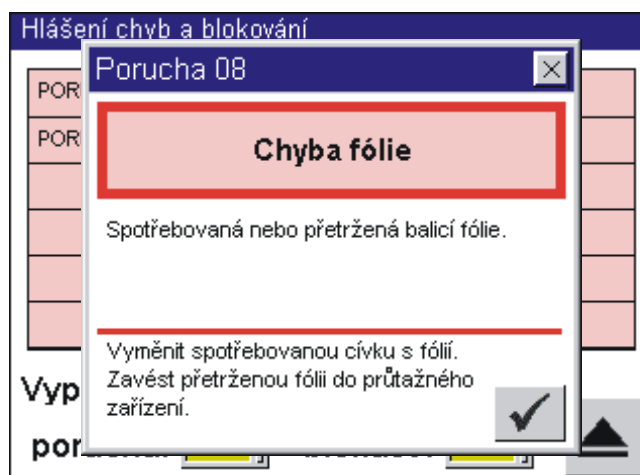 Hlášení chyb a blokování
Porucha 08
POR
POR
Chyba fólie
Spotřebovaná nebo přetržená balicí fólie.
Vyměnit spotřebovanou cívku s fólií.
Zavést přetrženou fólii do průtažného
zařízení.
Vyp